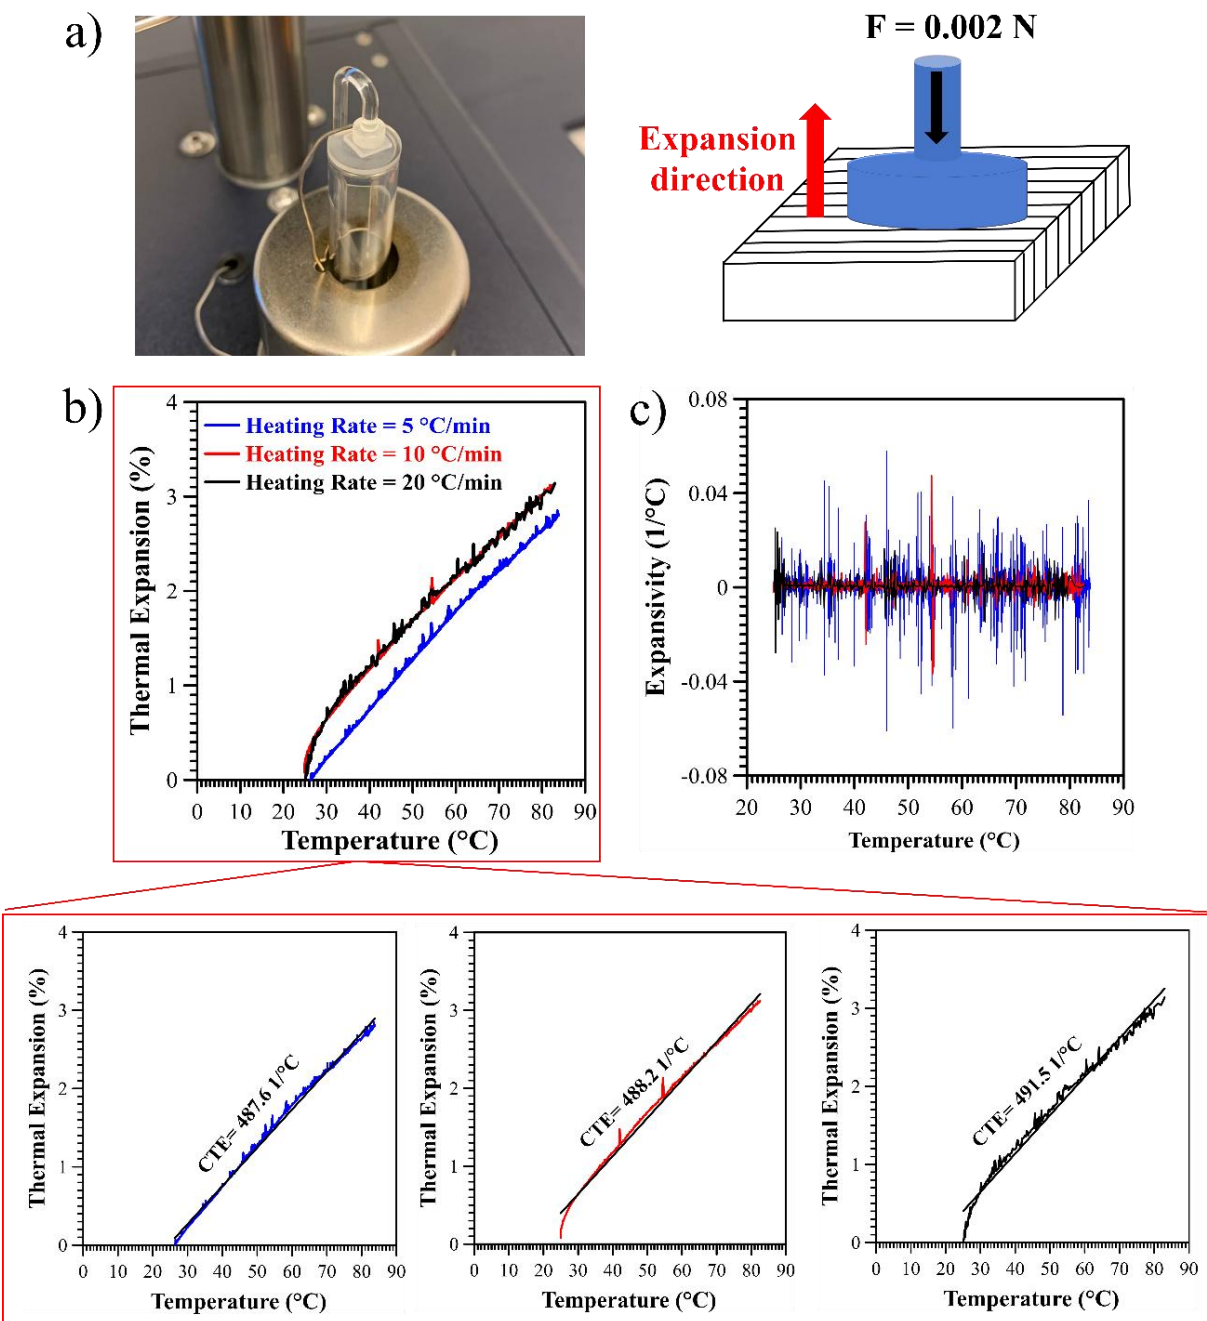 a)
F = 0.002 N
Expansion
direction
b)
4
3
2
1
0
Thermal Expansion (%)
Heating Rate = 5 °C/min
Heating Rate = 10 °C/min
Heating Rate = 20 °C/min
0 10 20 30 40 50 60 70 80 90
Temperature (°C)
c)
0.08
0.04
0
-0.04
-0.08
Expansivity (1/°C)
20 30 40 50 60 70 80 90
Temperature (°C)
4
3
2
1
0
Thermal Expansion (%)
CTE= 487.6 1/°C
0 10 20 30 40 50 60 70 80 90
Temperature (°C)
4
3
2
1
0
Thermal Expansion (%)
CTE= 488.2 1/°C
0 10 20 30 40 50 60 70 80 90
Temperature (°C)
4
3
2
1
0
Thermal Expansion (%)
CTE= 491.5 1/°C
0 10 20 30 40 50 60 70 80 90
Temperature (°C)